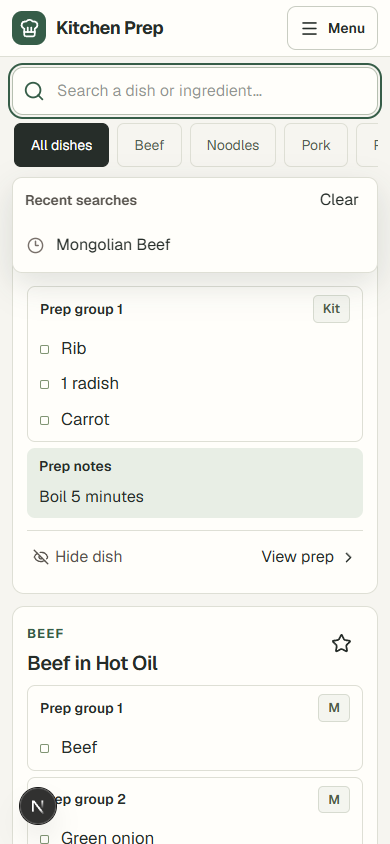 Kitchen Prep
Menu
Search a dish or ingredient...
All dishes
Beef
Noodles
Pork
Recent searches
Clear
Mongolian Beef
Prep group 1
Kit
Rib
1 radish
Carrot
Prep notes
Boil 5 minutes
Hide dish
View prep
BEEF
Beef in Hot Oil
Prep group 1
M
Beef
N
ep group 2
M
Green onion